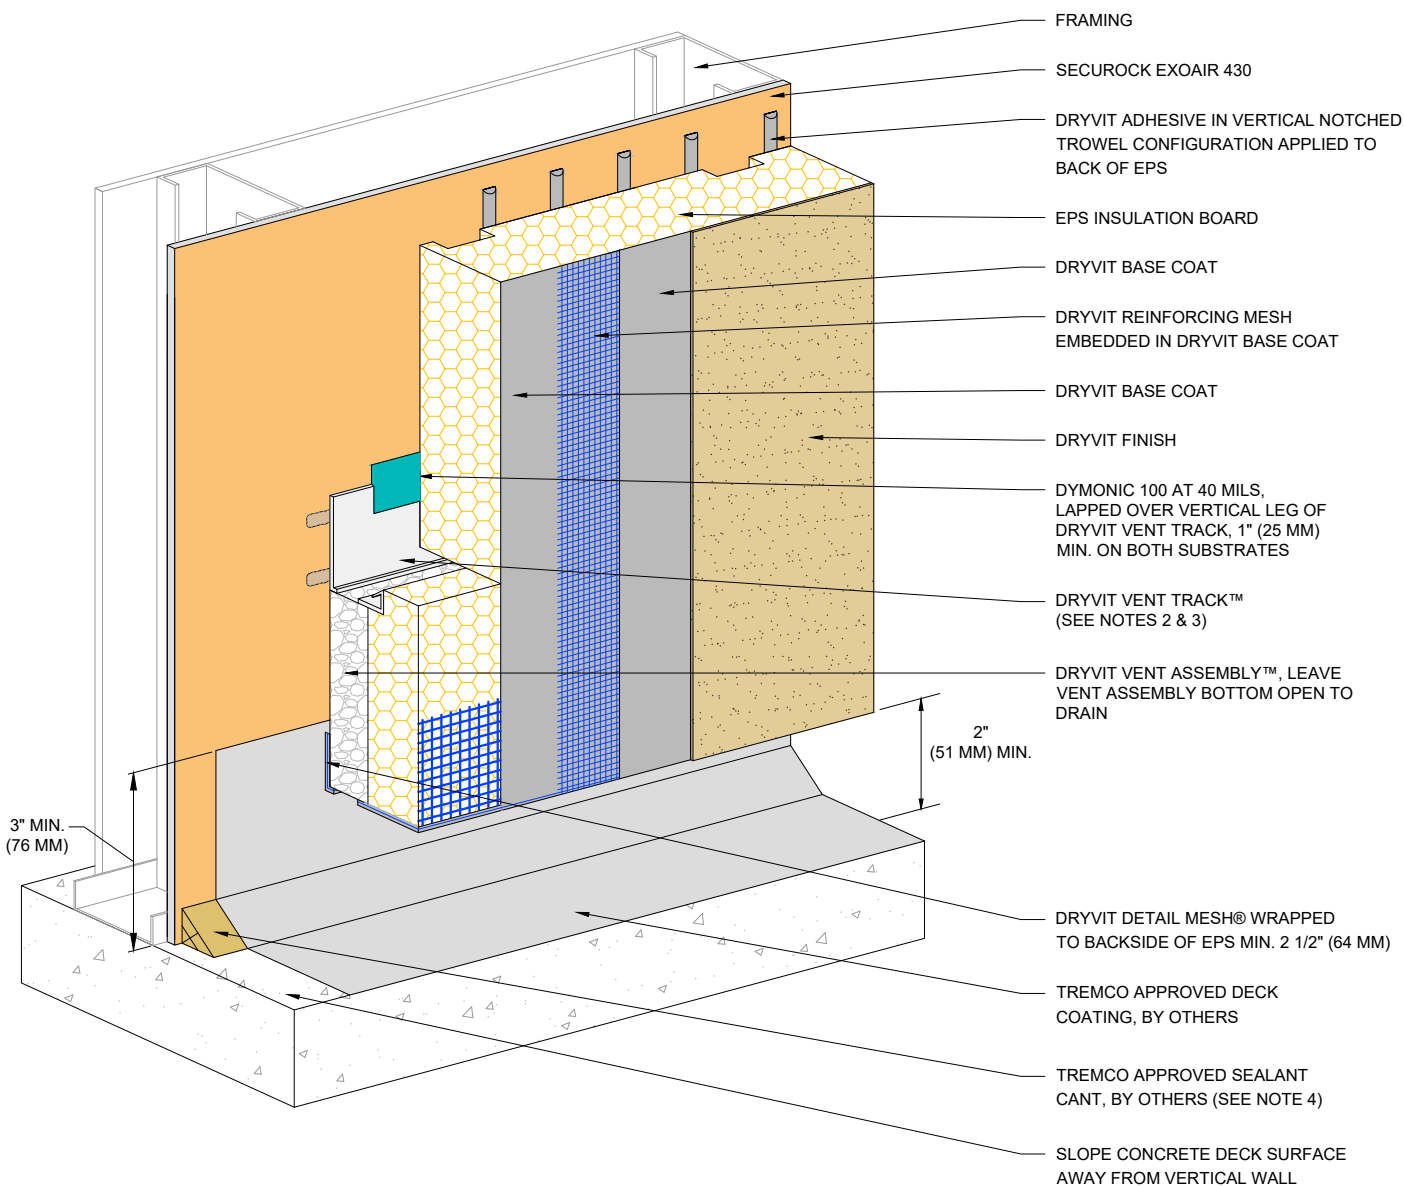 FRAMING
SECUROCK EXOAIR 430
DRYVIT ADHESIVE IN VERTICAL NOTCHED
TROWEL CONFIGURATION APPLIED TO
BACK OF EPS
EPS INSULATION BOARD
DRYVIT BASE COAT
DRYVIT REINFORCING MESH
EMBEDDED IN DRYVIT BASE COAT
DRYVIT BASE COAT
DRYVIT FINISH
DYMONIC 100 AT 40 MILS,
LAPPED OVER VERTICAL LEG OF
DRYVIT VENT TRACK, 1" (25 MM)
MIN. ON BOTH SUBSTRATES
DRYVIT VENT TRACK™
(SEE NOTES 2 & 3)
DRYVIT VENT ASSEMBLY™, LEAVE
VENT ASSEMBLY BOTTOM OPEN TO
DRAIN
2"
(51 MM) MIN.
3" MIN.
(76 MM)
DRYVIT DETAIL MESH® WRAPPED
TO BACKSIDE OF EPS MIN. 2 1/2" (64 MM)
TREMCO APPROVED DECK
COATING, BY OTHERS
TREMCO APPROVED SEALANT
CANT, BY OTHERS (SEE NOTE 4)
SLOPE CONCRETE DECK SURFACE
AWAY FROM VERTICAL WALL